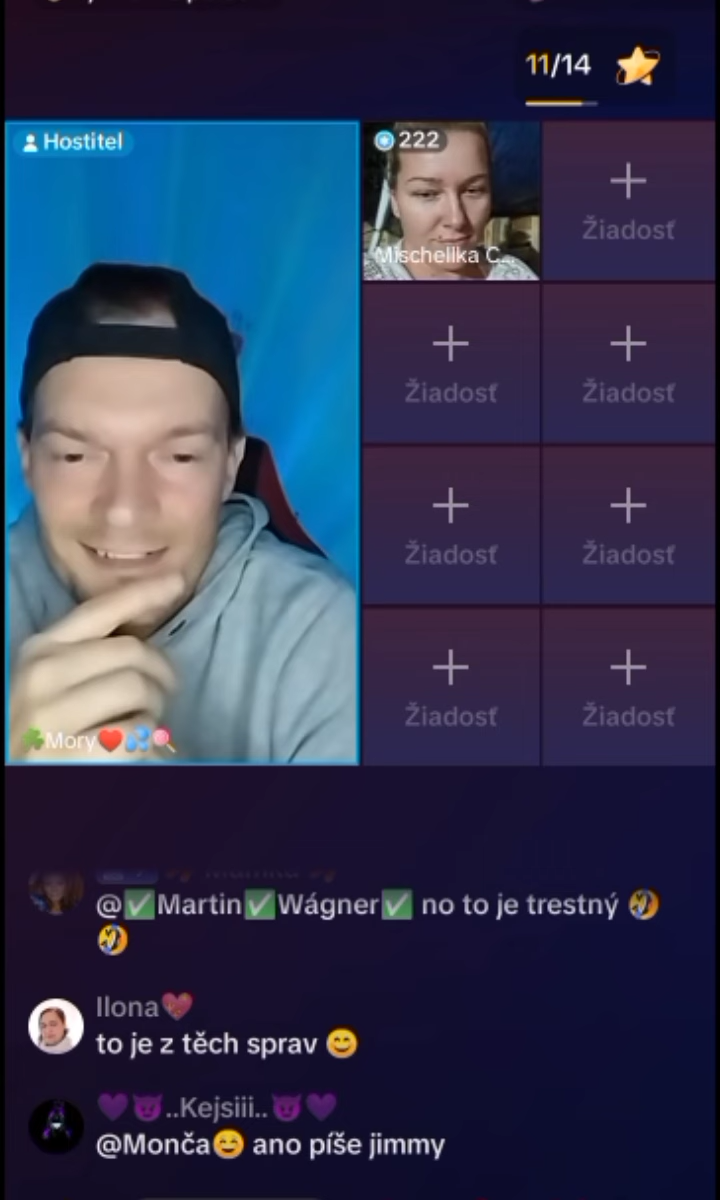 11/14
Hostitel
222
Mischellka C...
Žiadosť
Žiadosť
Žiadosť
Žiadosť
Žiadosť
Žiadosť
Žiadosť
🍀Mory❤️💦🍭
@✅Martin✅Wágner✅ no to je trestný 🤣
🤣
Ilona💖
to je z těch sprav 😄
💜😈..Kejsiii..😈💜
@Monča😄 ano píše jimmy